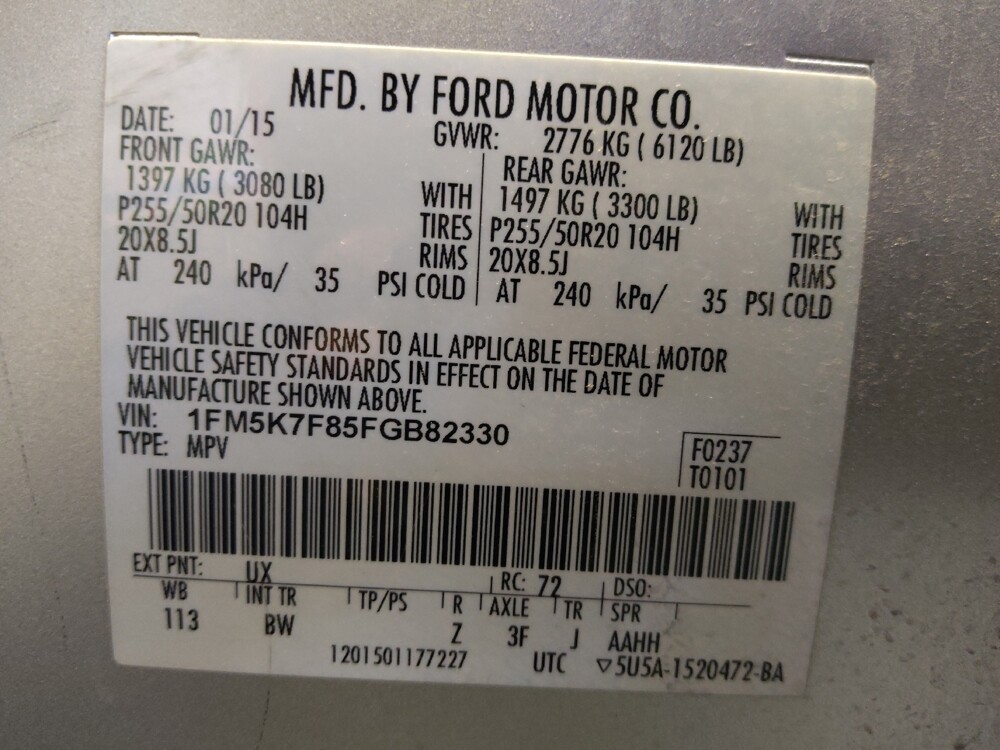 MFD. BY FORD MOTOR CO.
DATE: 01/15 GVWR: 2776 KG ( 6120 LB)
FRONT GAWR: REAR GAWR:
1397 KG ( 3080 LB) WITH 1497 KG ( 3300 LB) WITH
P255/50R20 104H TIRES P255/50R20 104H TIRES
20X8.5J RIMS 20X8.5J RIMS
AT 240 kPa/ 35 PSI COLD AT 240 kPa/ 35 PSI COLD
THIS VEHICLE CONFORMS TO ALL APPLICABLE FEDERAL MOTOR
VEHICLE SAFETY STANDARDS IN EFFECT ON THE DATE OF
MANUFACTURE SHOWN ABOVE.
VIN: 1FM5K7F85FGB82330
TYPE: MPV
F0237
T0101
EXT PNT: UX RC: 72 DSO:
WB INT TR TP/PS R AXLE TR SPR
113 BW Z 3F J AAHH
1201501177227 UTC ▽5U5A-1520472-BA